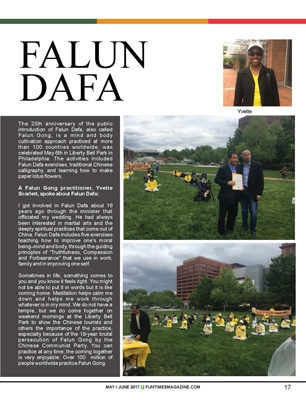 FALUN
DAFA
Yvette
The 25th anniversary of the public
introduction of Falun Dafa, also called
Falun Gong, is a mind and body
cultivation approach practiced at more
than 100 countries worldwide, was
celebrated May 6th in Liberty Bell Park in
Philadelphia. The activities included
Falun Dafa exercises, traditional Chinese
calligraphy, and learning how to make
paper lotus flowers.
A Falun Gong practitioner, Yvette
Scarlett, spoke about Falun Dafa:
I got involved in Falun Dafa about 16
years ago through the minister that
officiated my wedding. He had always
been interested in martial arts and the
deeply spiritual practices that come out of
China. Falun Dafa includes five exercises
teaching how to improve one's moral
being–mind and body, through the guiding
principles of "Truthfulness, Compassion
and Forbearance" that we use in work,
family and in improving one self.
Sometimes in life, something comes to
you and you know it feels right. You might
not be able to put it in words but it is like
coming home. Meditation helps calm me
down and helps me work through
whatever is in my mind. We do not have a
temple, but we do come together on
weekend mornings at the Liberty Bell
Park to show the Chinese tourists and
others the importance of the practice,
especially because of the 18-year brutal
persecution of Falun Gong by the
Chinese Communist Party. You can
practice at any time; the coming together
is very enjoyable. Over 100 million of
people worldwide practice Falun Gong.
MAY / JUNE 2017 || FUNTIMESMAGAZINE.COM
17